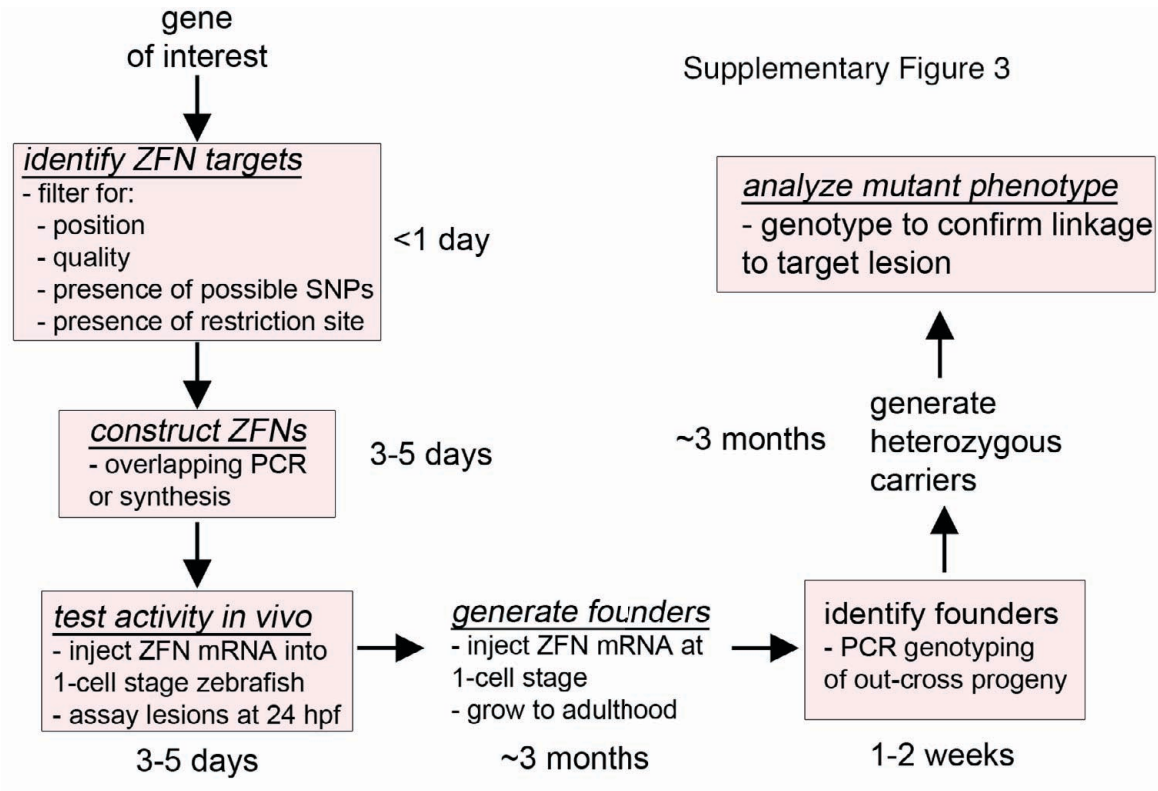 gene
of interest
Supplementary Figure 3
identify ZFN targets
- filter for:
- position
- quality
- presence of possible SNPs
- presence of restriction site
<1 day
construct ZFNs
- overlapping PCR
or synthesis
3-5 days
test activity in vivo
- inject ZFN mRNA into
1-cell stage zebrafish
- assay lesions at 24 hpf
3-5 days
generate founders
- inject ZFN mRNA at
1-cell stage
- grow to adulthood
~3 months
identify founders
- PCR genotyping
of out-cross progeny
1-2 weeks
generate
heterozygous
carriers
~3 months
analyze mutant phenotype
- genotype to confirm linkage
to target lesion